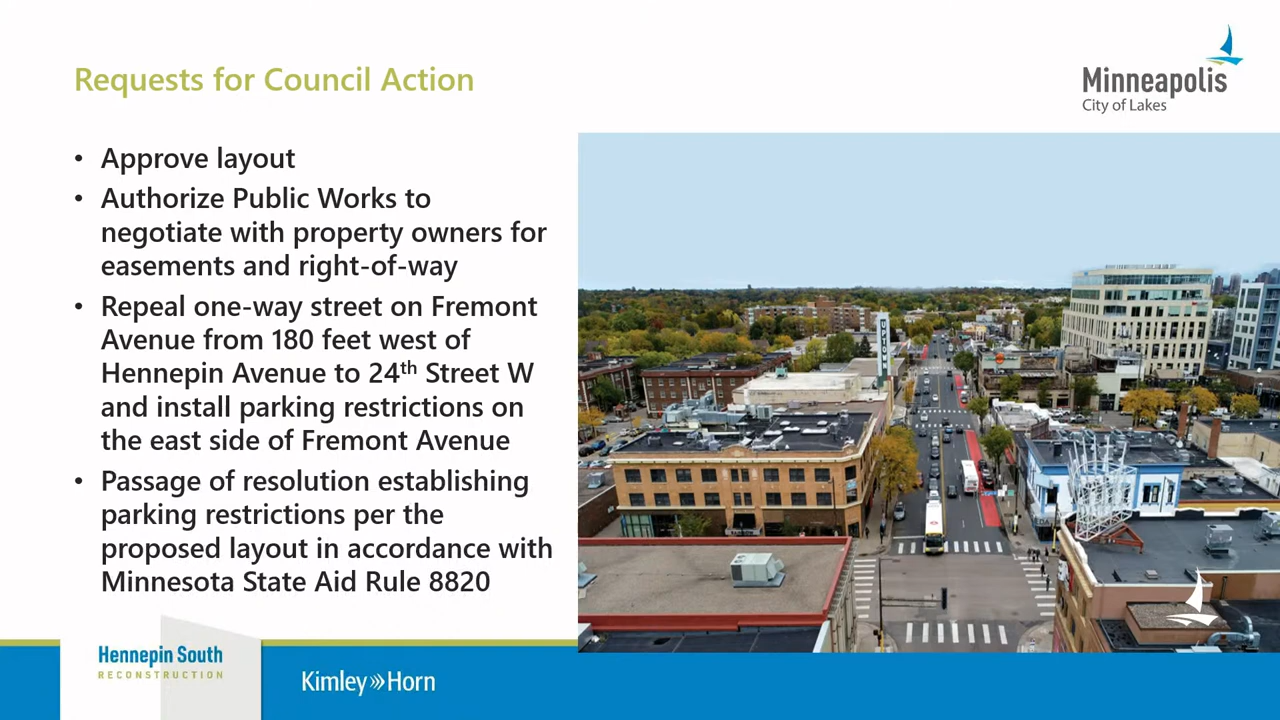 Requests for Council Action
Minneapolis
City of Lakes
• Approve layout
• Authorize Public Works to
negotiate with property owners for
easements and right-of-way
• Repeal one-way street on Fremont
Avenue from 180 feet west of
Hennepin Avenue to 24th Street W
and install parking restrictions on
the east side of Fremont Avenue
• Passage of resolution establishing
parking restrictions per the
proposed layout in accordance with
Minnesota State Aid Rule 8820
UPTOWN
Hennepin South
RECONSTRUCTION
Kimley»Horn